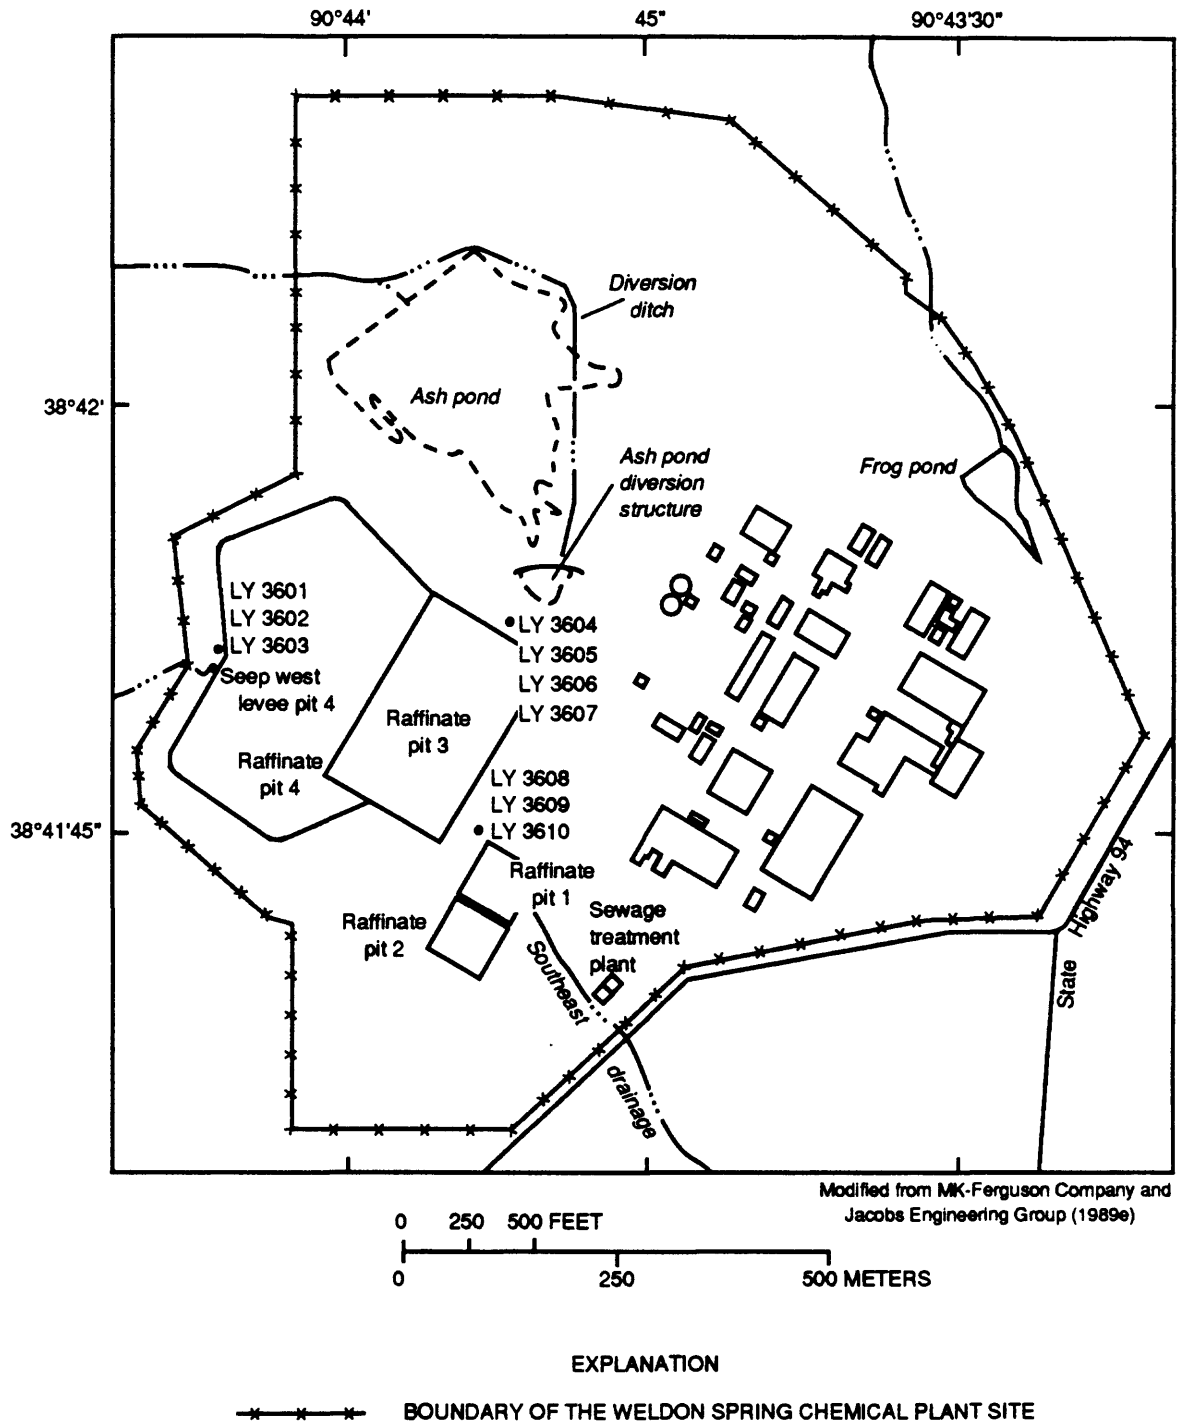 90°44'
45"
90°43'30"
Diversion
ditch
38°42'
Ash pond
Ash pond
diversion
structure
Frog pond
LY 3601
LY 3602
LY 3603
LY 3604
LY 3605
LY 3606
LY 3607
Seep west
levee pit 4
Raffinate
pit 3
Raffinate
pit 4
LY 3608
LY 3609
LY 3610
38°41'45"
Raffinate
pit 1
Raffinate
pit 2
Sewage
treatment
plant
Southeast
drainage
State
Highway 94
Modified from MK-Ferguson Company and
Jacobs Engineering Group (1989e)
0 250 500 FEET
0 250 500 METERS
EXPLANATION
BOUNDARY OF THE WELDON SPRING CHEMICAL PLANT SITE